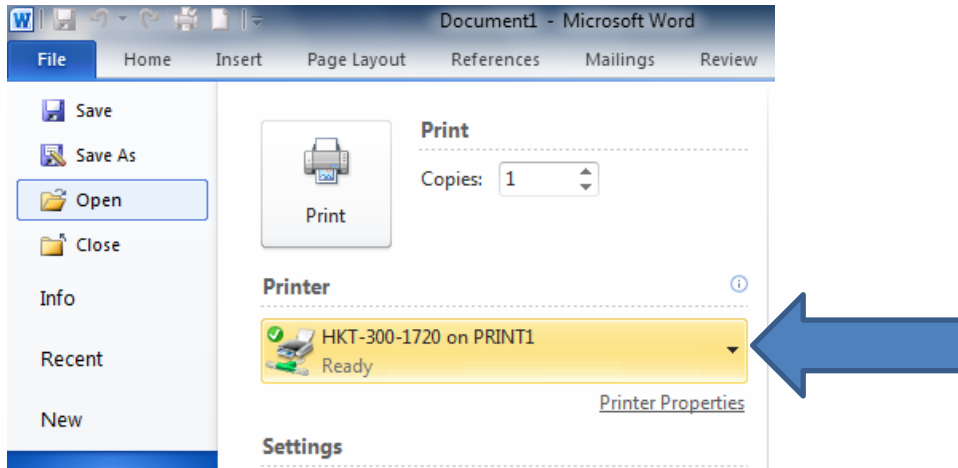 Document1 - Microsoft Word
File Home Insert Page Layout References Mailings Review
Save
Save As
Open
Close
Info
Recent
New
Print
Print
Copies: 1
Printer
HKT-300-1720 on PRINT1
Ready
Printer Properties
Settings